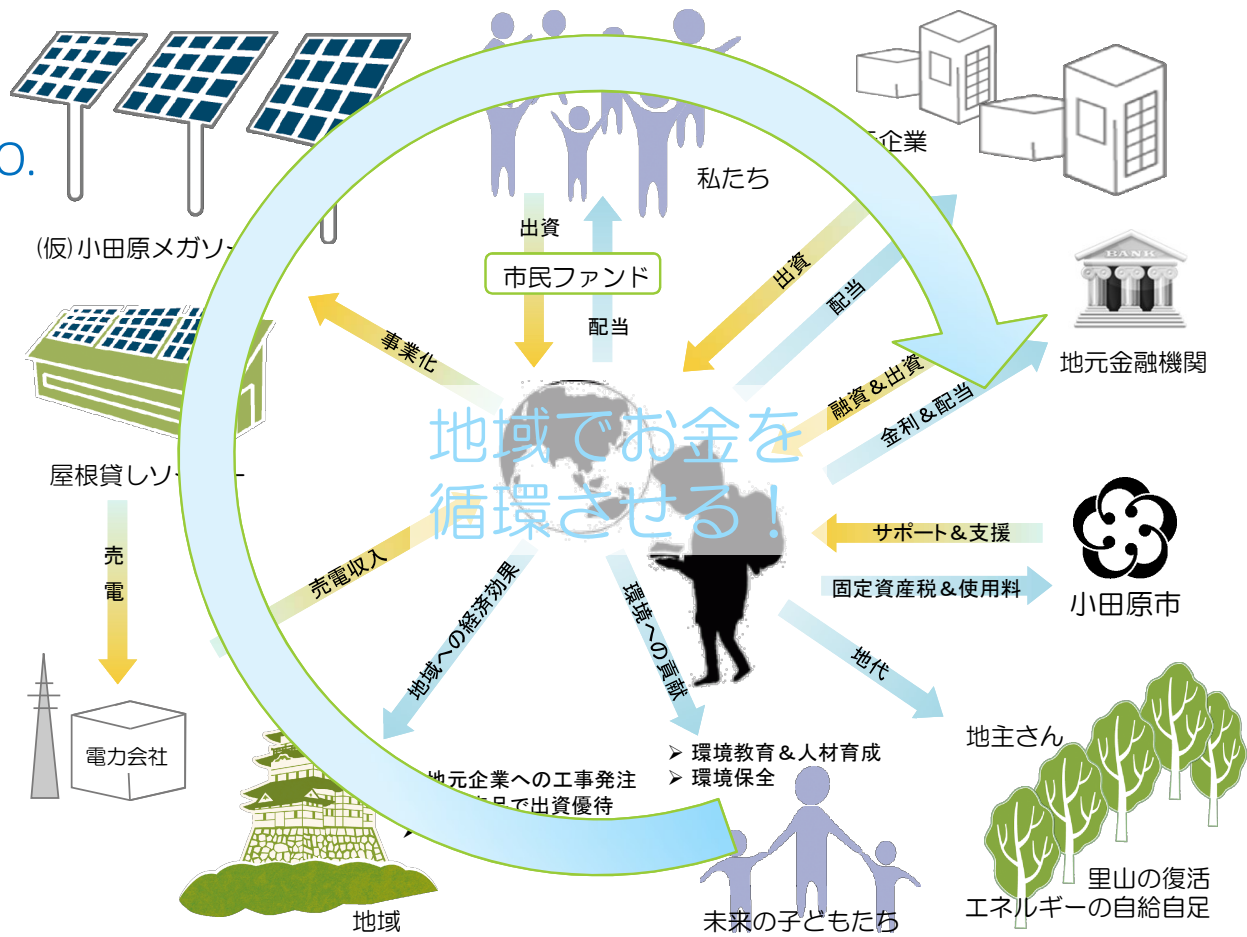 O.
私たち
企業
(仮)小田原メガソー
出資
市民ファンド
配当
出資
配当
BANK
地元金融機関
事業化
融資&出資
金利&配当
地域でお金を
循環させる!
屋根貸しソ
売
電
売電収入
サポート&支援
固定資産税&使用料
小田原市
地域への経済効果
環境への貢献
地代
地主さん
電力会社
➢ 環境教育&人材育成
➢ 環境保全
地元企業への工事発注
品で出資優待
➢
里山の復活
エネルギーの自給自足
地域
未来の子どもたち